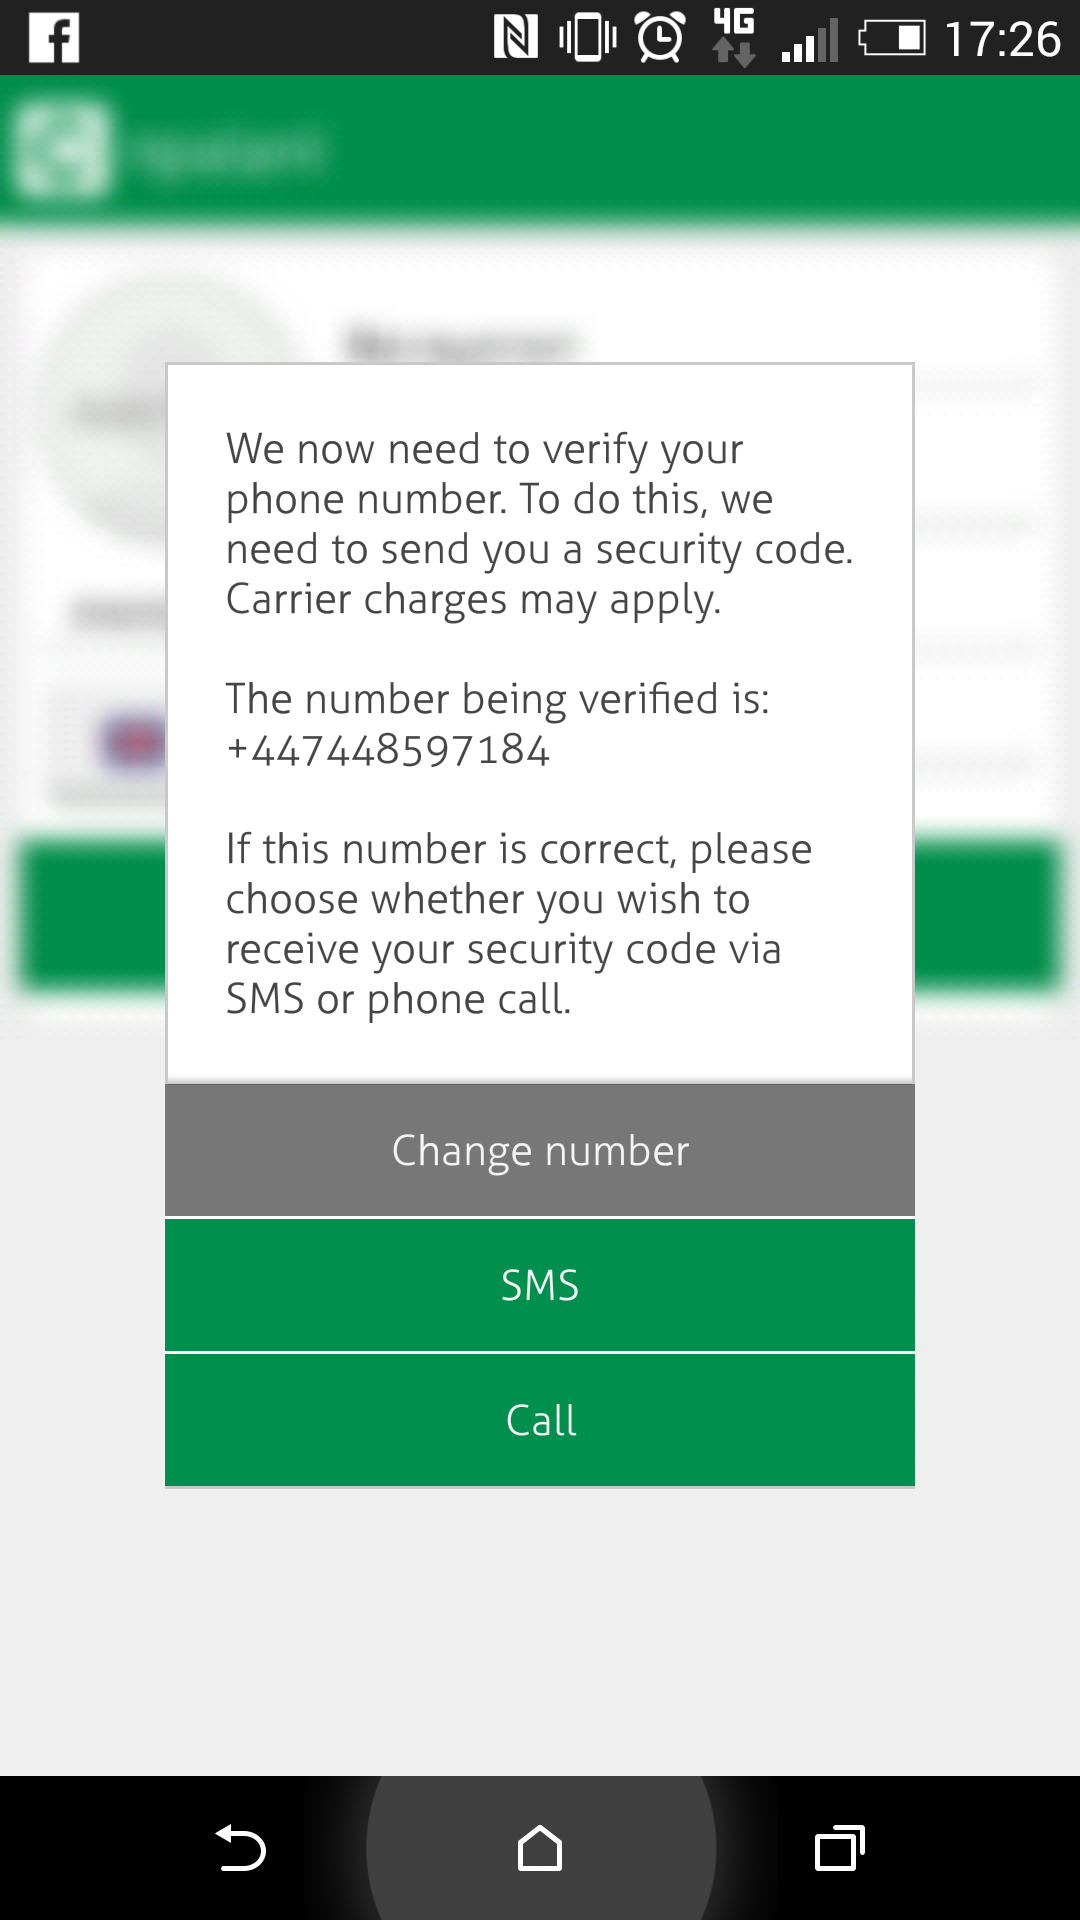 4G
17:26
We now need to verify your
phone number. To do this, we
need to send you a security code.
Carrier charges may apply.
The number being verified is:
+447448597184
If this number is correct, please
choose whether you wish to
receive your security code via
SMS or phone call.
Change number
SMS
Call